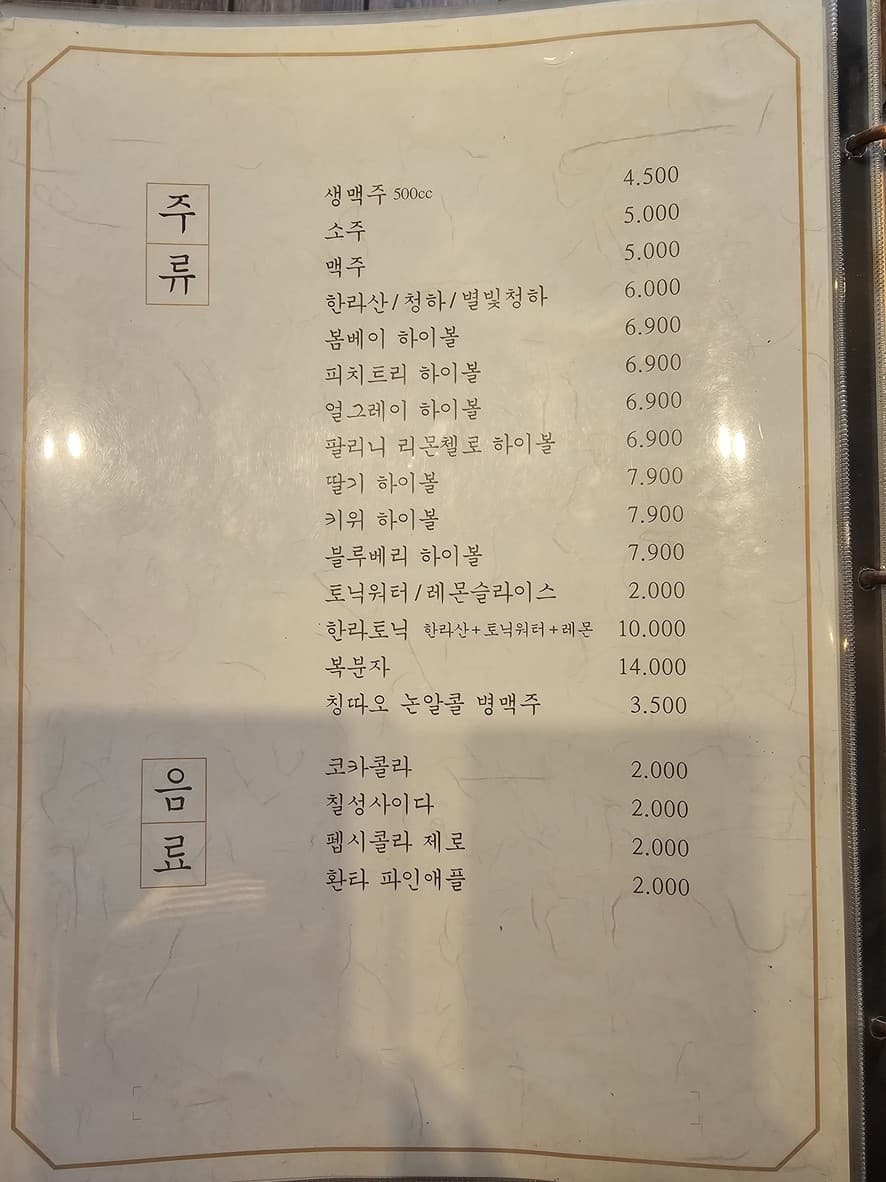 주류
생맥주 500cc 4.500
소주 5.000
맥주 5.000
한라산/청하/별빛청하 6.000
봄베이 하이볼 6.900
피치트리 하이볼 6.900
얼그레이 하이볼 6.900
팔리니 리몬첼로 하이볼 6.900
딸기 하이볼 7.900
키위 하이볼 7.900
블루베리 하이볼 7.900
토닉워터/레몬슬라이스 2.000
한라토닉 한라산+토닉워터+레몬 10.000
복분자 14.000
칭따오 논알콜 병맥주 3.500
음료
코카콜라 2.000
칠성사이다 2.000
펩시콜라 제로 2.000
환타 파인애플 2.000